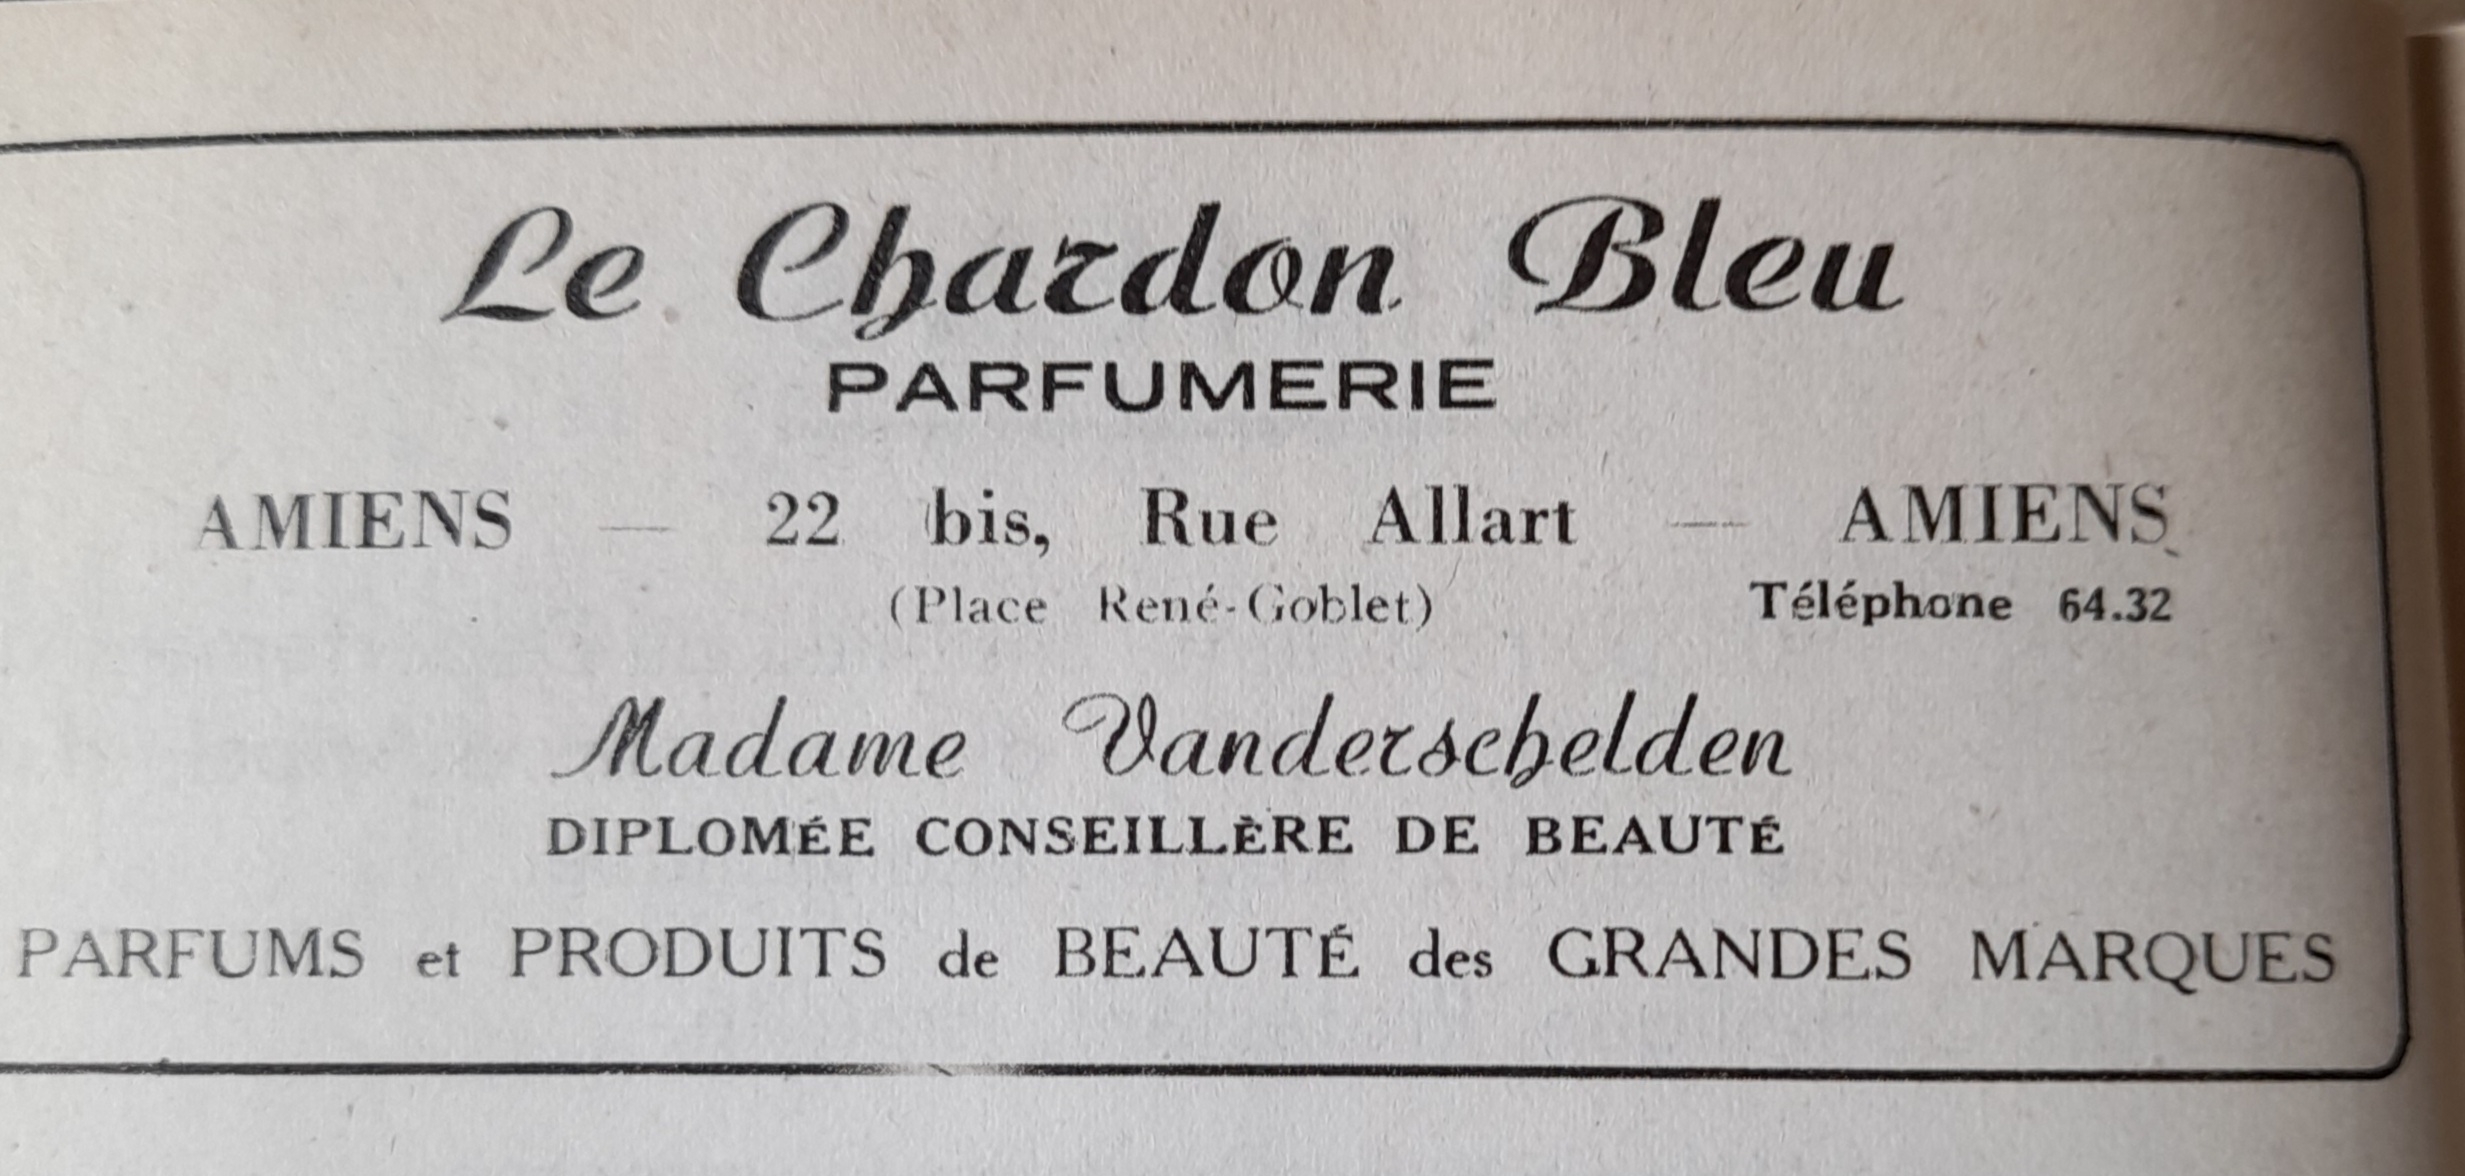 Le Chardon Bleu
PARFUMERIE
AMIENS — 22 bis, Rue Allart — AMIENS
(Place René-Goblet) Téléphone 64.32
Madame Vanderschelden
DIPLOMÉE CONSEILLÈRE DE BEAUTÉ
PARFUMS et PRODUITS de BEAUTÉ des GRANDES MARQUES